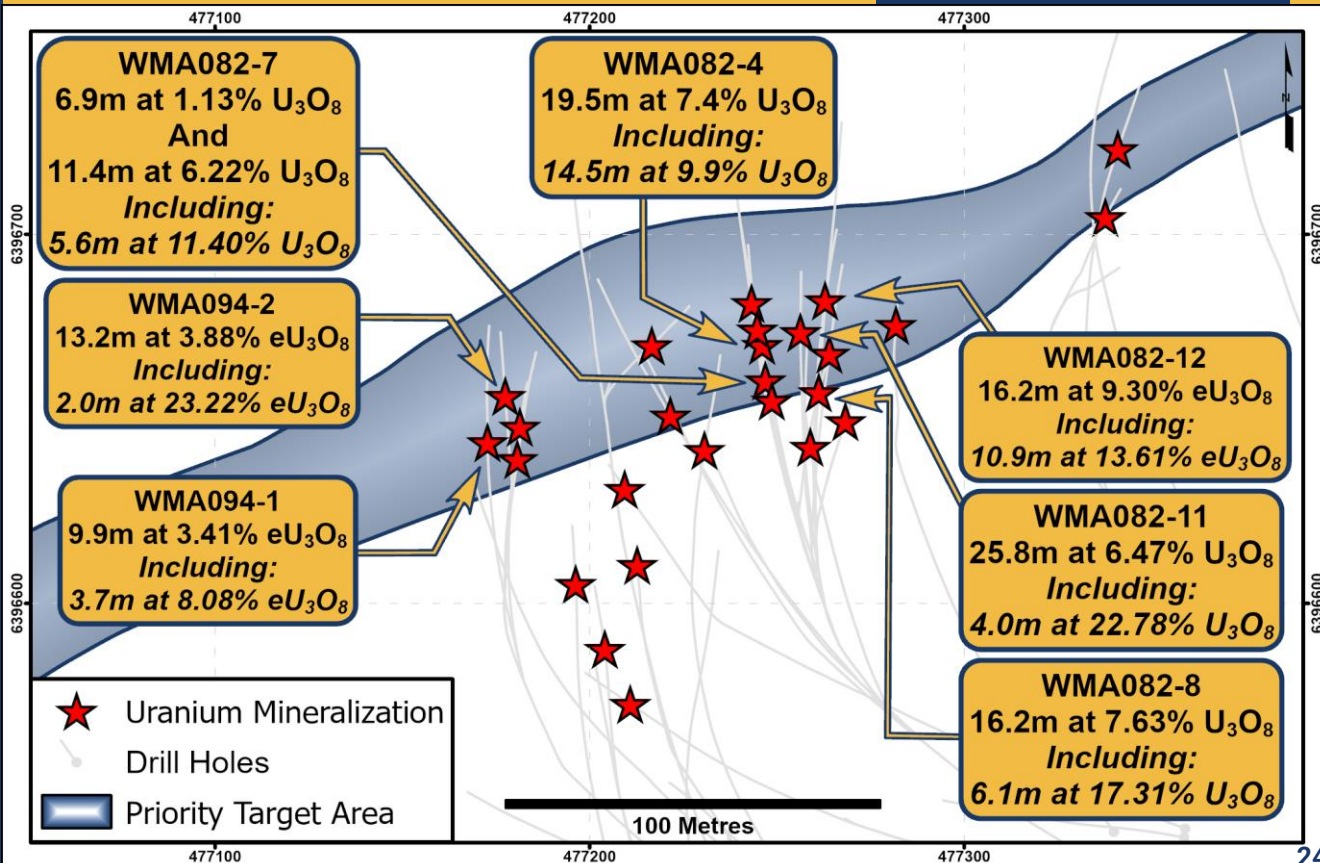 477100
477200
477300
WMA082-7
6.9m at 1.13% U₃O₈
And
11.4m at 6.22% U₃O₈
Including:
5.6m at 11.40% U₃O₈
WMA082-4
19.5m at 7.4% U₃O₈
Including:
14.5m at 9.9% U₃O₈
N
6396700
6396700
WMA094-2
13.2m at 3.88% eU₃O₈
Including:
2.0m at 23.22% eU₃O₈
WMA082-12
16.2m at 9.30% eU₃O₈
Including:
10.9m at 13.61% eU₃O₈
WMA094-1
9.9m at 3.41% eU₃O₈
Including:
3.7m at 8.08% eU₃O₈
WMA082-11
25.8m at 6.47% U₃O₈
Including:
4.0m at 22.78% U₃O₈
6396600
6396600
WMA082-8
16.2m at 7.63% U₃O₈
Including:
6.1m at 17.31% U₃O₈
Uranium Mineralization
Drill Holes
Priority Target Area
100 Metres
477100
477200
477300
24